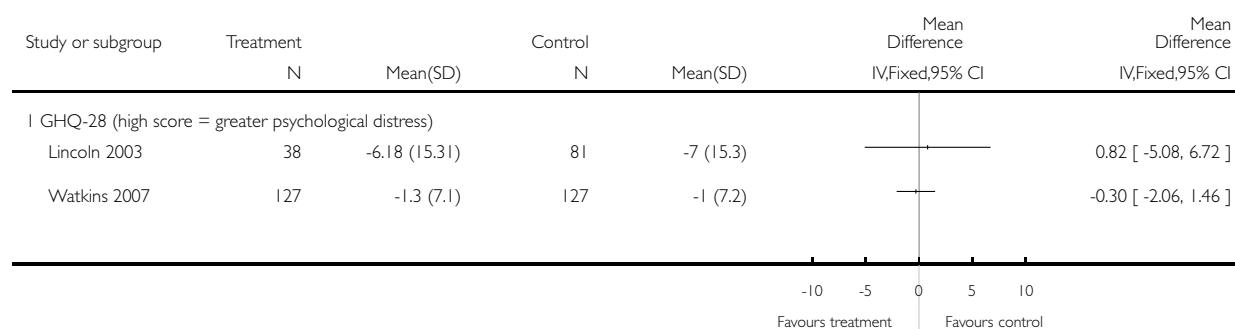 Study or subgroup Treatment Control Mean Difference Mean Difference
N Mean(SD) N Mean(SD) IV,Fixed,95% CI IV,Fixed,95% CI
1 GHQ-28 (high score = greater psychological distress)
Lincoln 2003 38 -6.18 (15.31) 81 -7 (15.3) 0.82 [ -5.08, 6.72 ]
Watkins 2007 127 -1.3 (7.1) 127 -1 (7.2) -0.30 [ -2.06, 1.46 ]
-10 -5 0 5 10
Favours treatment Favours control